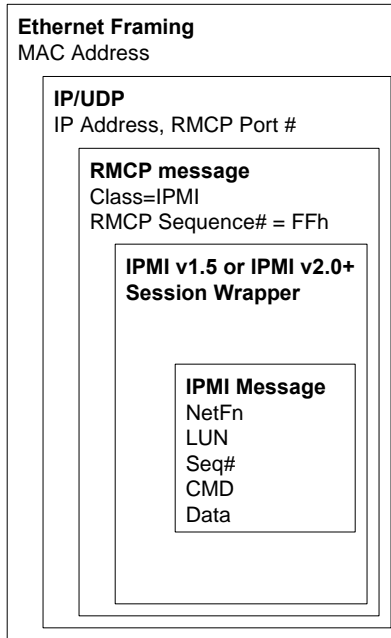 Ethernet Framing
MAC Address
IP/UDP
IP Address, RMCP Port #
RMCP message
Class=IPMI
RMCP Sequence# = FFh
IPMI v1.5 or IPMI v2.0+
Session Wrapper
IPMI Message
NetFn
LUN
Seq#
CMD
Data